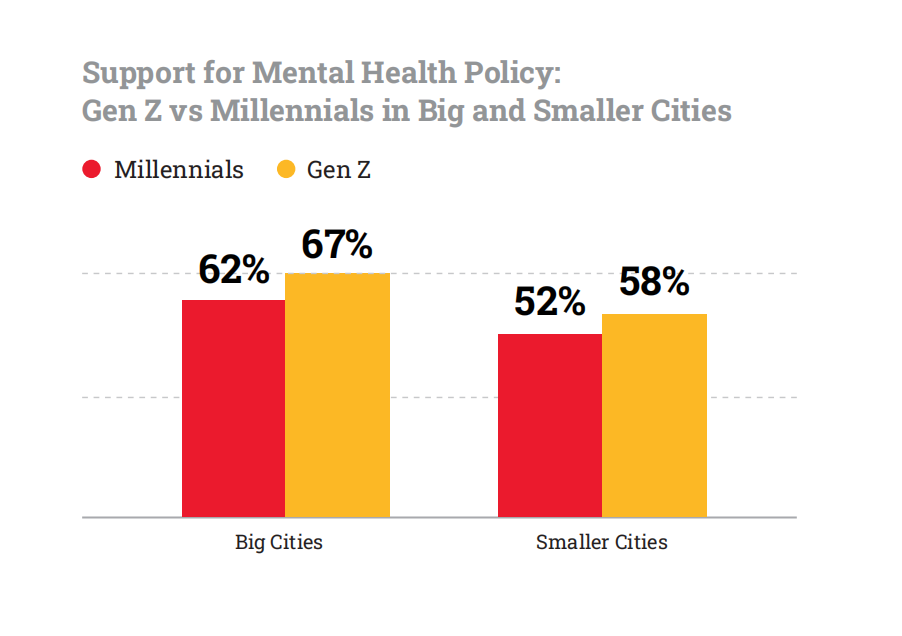 Support for Mental Health Policy:
Gen Z vs Millennials in Big and Smaller Cities
Millennials Gen Z
62% 67%
52% 58%
Big Cities Smaller Cities